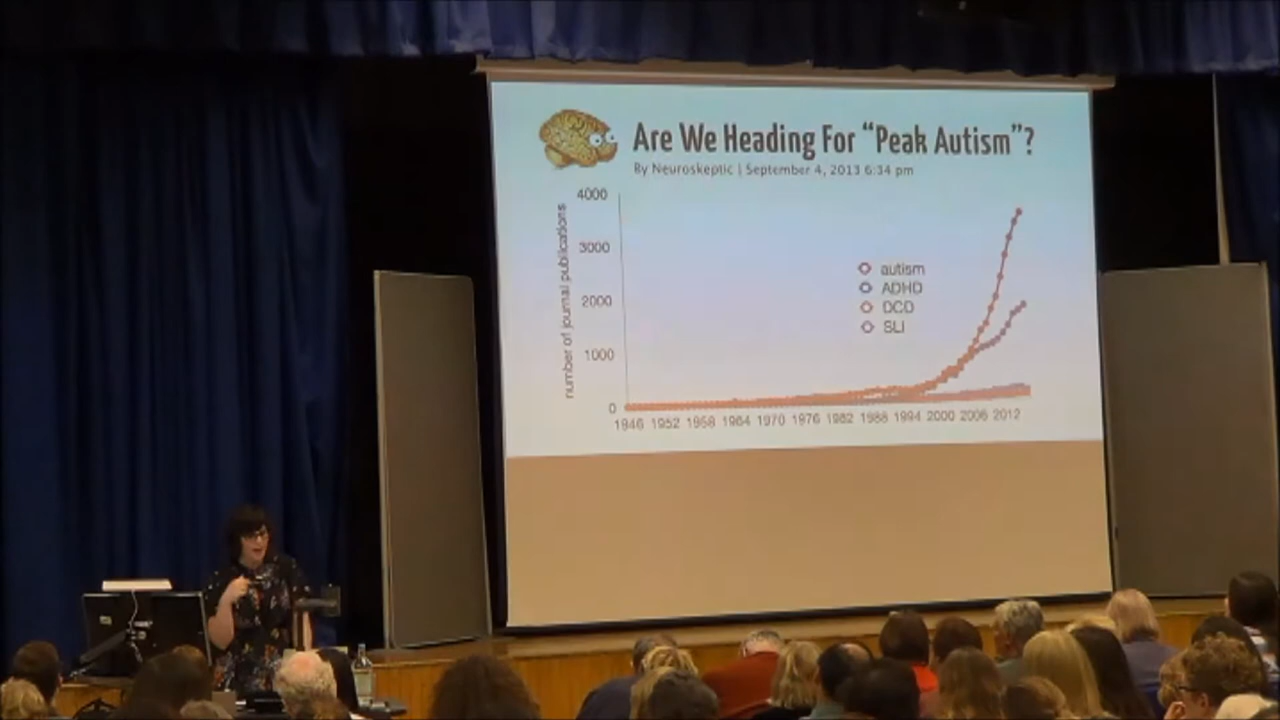 Are We Heading For “Peak Autism”?
By Neuroskeptic | September 4, 2013 6:34 pm
number of journal publications
4000
3000
2000
1000
0
autism
ADHD
DCD
SLI
1946 1952 1958 1964 1970 1976 1982 1988 1994 2000 2006 2012